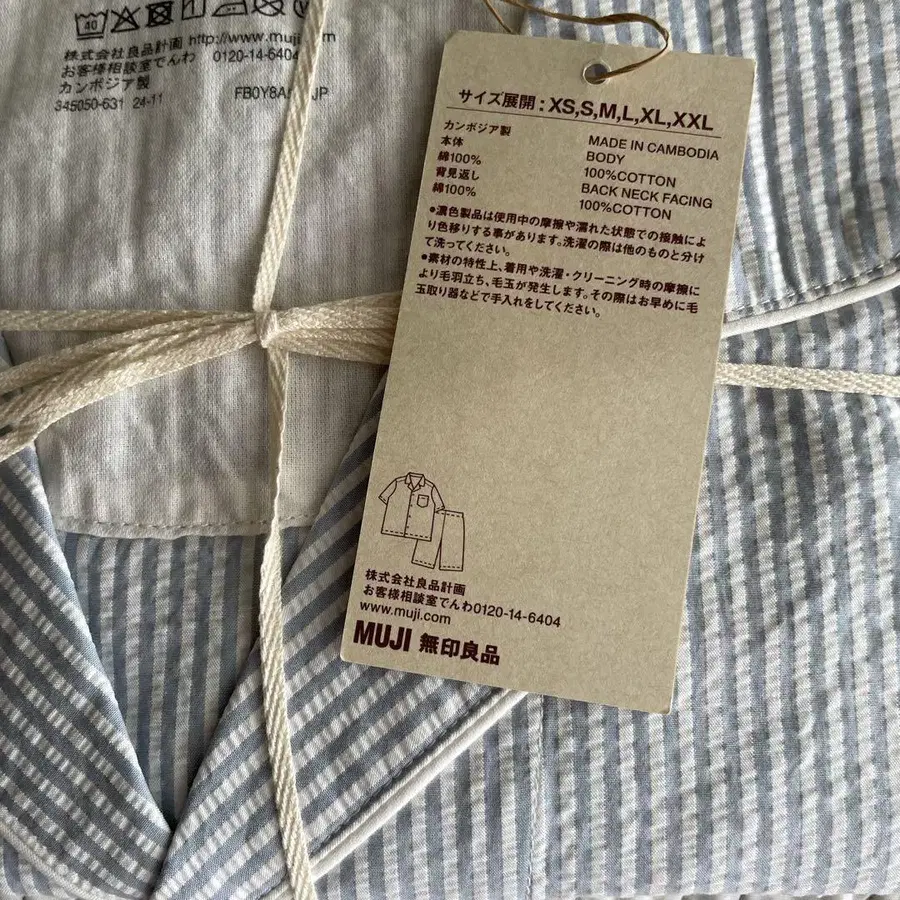 40
株式会社良品計画 http://www.muji.com
お客様相談室でんわ 0120-14-6404
カンボジア製
345050-631 24-11
JP
サイズ展開 : XS,S,M,L,XL,XXL
カンボジア製 MADE IN CAMBODIA
本体 BODY
綿100% 100%COTTON
背見返し BACK NECK FACING
綿100% 100%COTTON
●濃色製品は使用中の摩擦や濡れた状態での接触によ
り色移りする事があります。洗濯の際は他のものと分け
て洗ってください。
●素材の特性上、着用や洗濯・クリーニング時の摩擦に
より毛羽立ち、毛玉が発生します。その際はお早めに毛
玉取り器などで手入れをしてください。
株式会社良品計画
お客様相談室でんわ0120-14-6404
www.muji.com
MUJI 無印良品